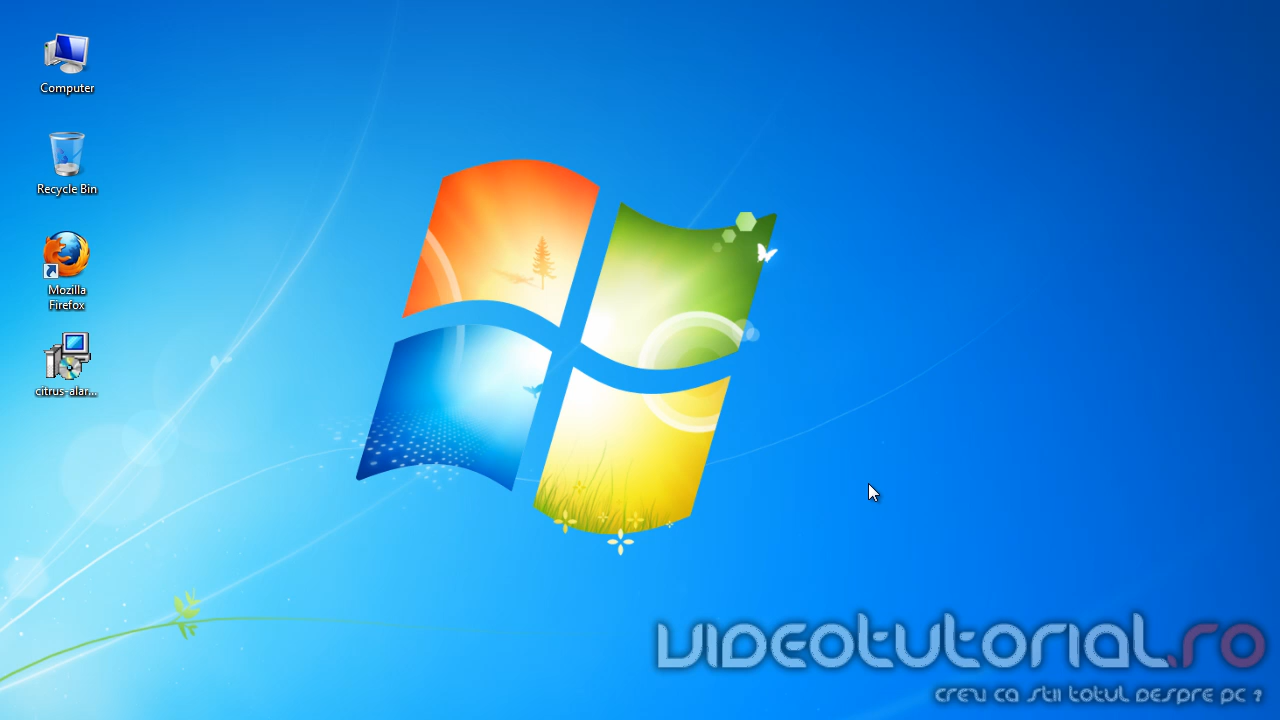 Computer
Recycle Bin
Mozilla
Firefox
citrus-alar...
VIDEOTUTORIAL.RO
CREU CA STII TOTUL DESPRE PC ?